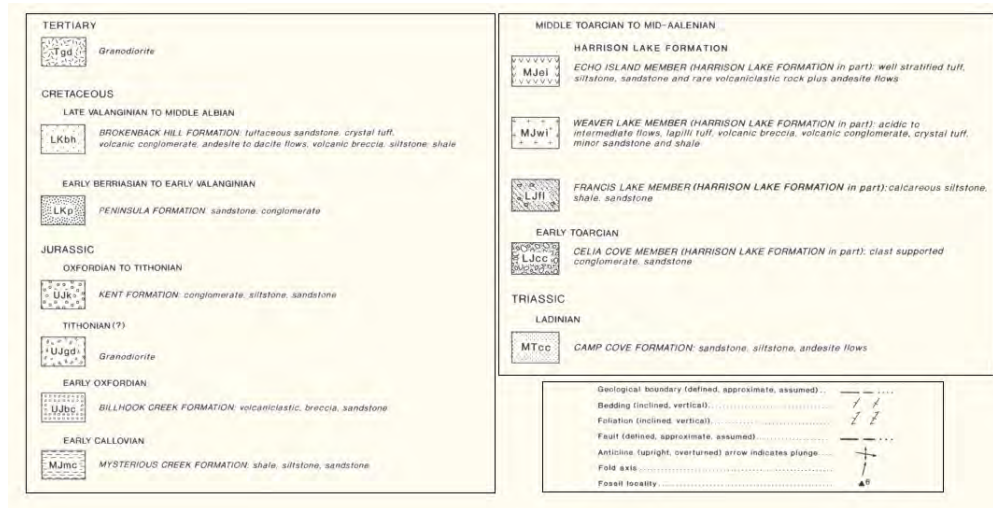 TERTIARY
Tgd
Granodiorite
CRETACEOUS
LATE VALANGINIAN TO MIDDLE ALBIAN
LKbh
BROKENBACK HILL FORMATION: tuffaceous sandstone, crystal tuff,
volcanic conglomerate, andesite to dacite flows, volcanic breccia, siltstone, shale
EARLY BERRIASIAN TO EARLY VALANGINIAN
LKp
PENINSULA FORMATION: sandstone, conglomerate
JURASSIC
OXFORDIAN TO TITHONIAN
UJk
KENT FORMATION: conglomerate, siltstone, sandstone
TITHONIAN (?)
UJgd
Granodiorite
EARLY OXFORDIAN
UJbc
BILLHOOK CREEK FORMATION: volcaniclastic, breccia, sandstone
EARLY CALLOVIAN
MJmc
MYSTERIOUS CREEK FORMATION: shale, siltstone, sandstone
MIDDLE TOARCIAN TO MID-AALENIAN
HARRISON LAKE FORMATION
MJei
ECHO ISLAND MEMBER (HARRISON LAKE FORMATION in part): well stratified tuff,
siltstone, sandstone and rare volcaniclastic rock plus andesite flows
MJwl
WEAVER LAKE MEMBER (HARRISON LAKE FORMATION in part): acidic to
intermediate flows, lapilli tuff, volcanic breccia, volcanic conglomerate, crystal tuff,
minor sandstone and shale
LJfl
FRANCIS LAKE MEMBER (HARRISON LAKE FORMATION in part): calcareous siltstone,
shale, sandstone
EARLY TOARCIAN
LJcc
CELIA COVE MEMBER (HARRISON LAKE FORMATION in part): clast supported
conglomerate, sandstone
TRIASSIC
LADINIAN
MTcc
CAMP COVE FORMATION: sandstone, siltstone, andesite flows
Geological boundary (defined, approximate, assumed)
Bedding (inclined, vertical)
Foliation (inclined, vertical)
Fault (defined, approximate, assumed)
Anticline (upright, overturned) arrow indicates plunge
Fold axis
Fossil locality